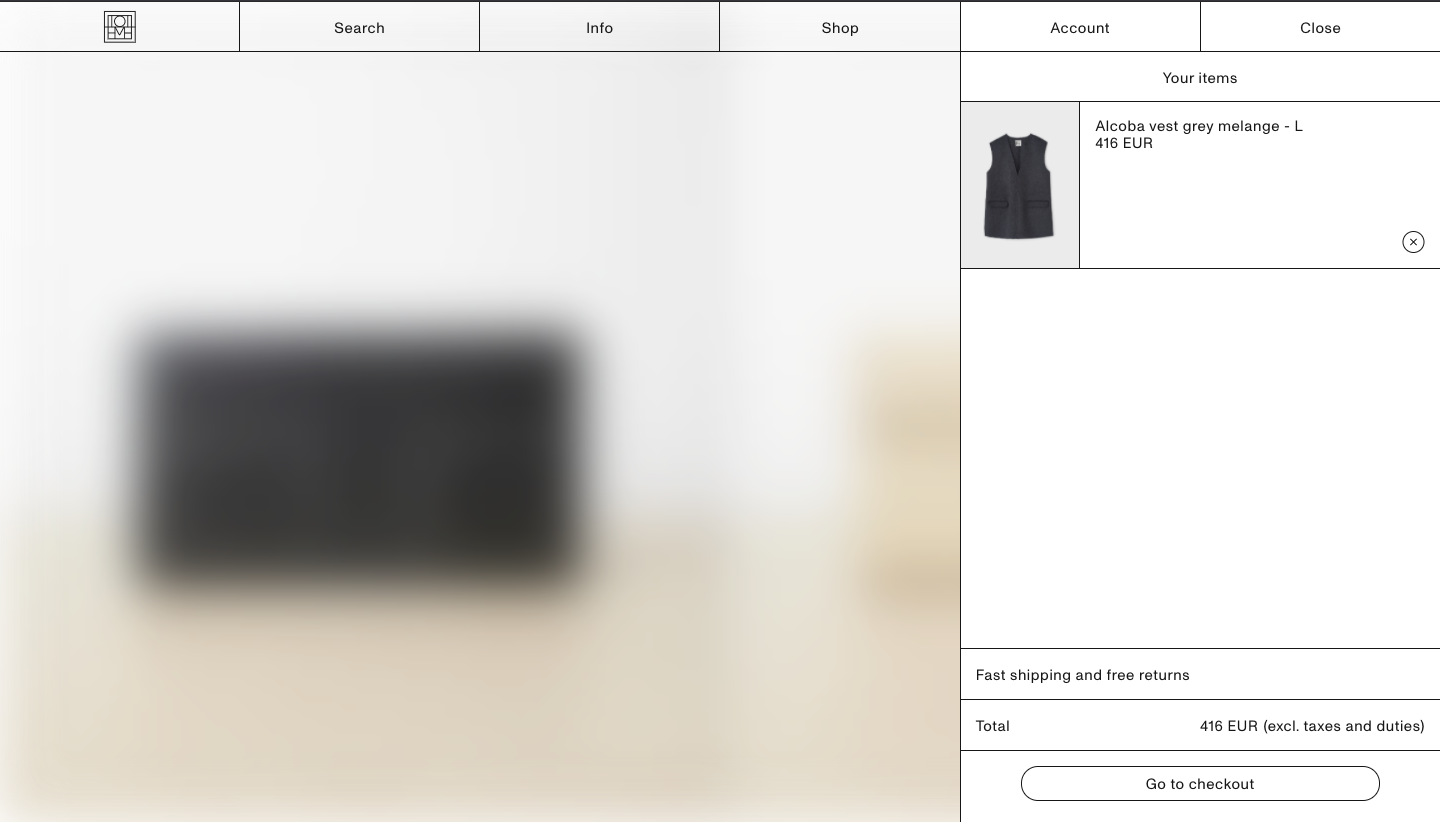 Search
Info
Shop
Account
Close
Your items
Alcoba vest grey melange - L
416 EUR
Fast shipping and free returns
Total
416 EUR (excl. taxes and duties)
Go to checkout